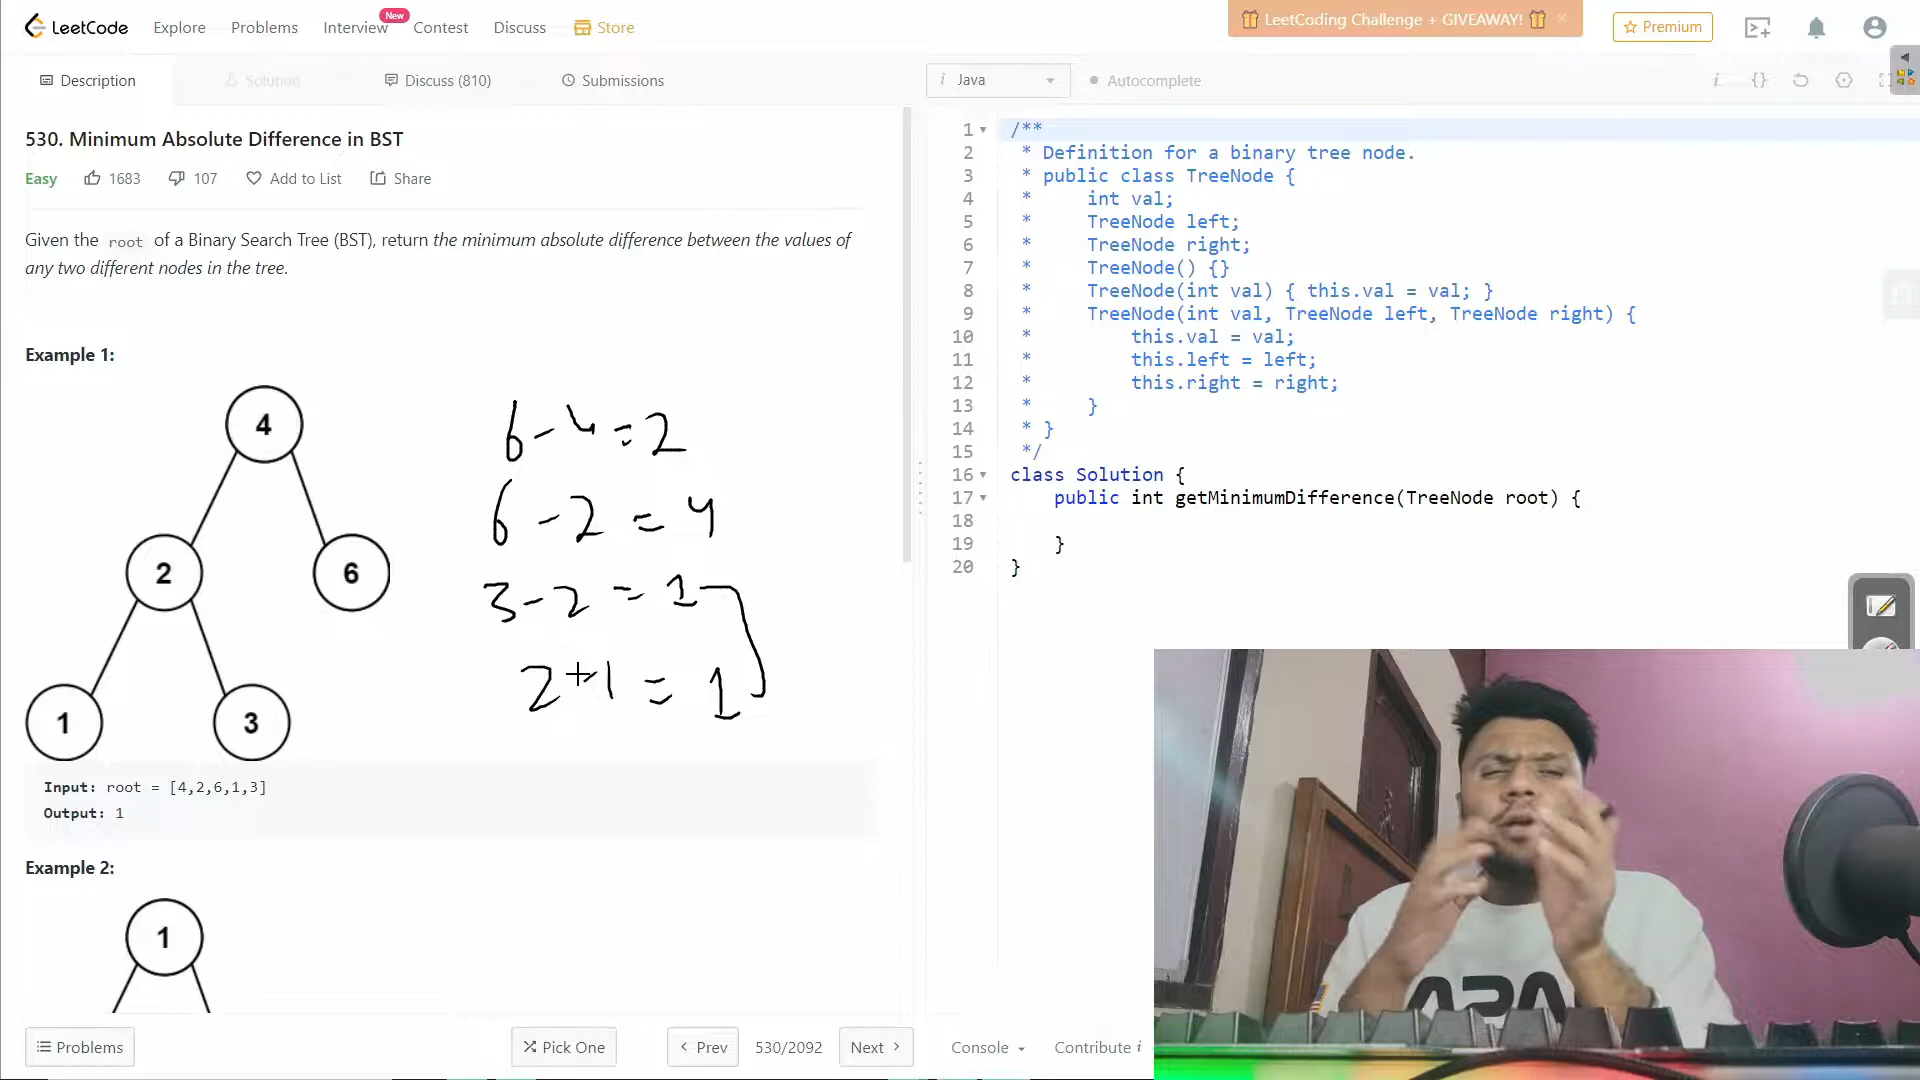 LeetCode
Explore
Problems
Interview
New
Contest
Discuss
Store
LeetCoding Challenge + GIVEAWAY!
×
Premium
Description
Solution
Discuss (810)
Submissions
i Java
Autocomplete
i {}
530. Minimum Absolute Difference in BST
Easy
1683
107
Add to List
Share
Given the root of a Binary Search Tree (BST), return the minimum absolute difference between the values of
any two different nodes in the tree.
Example 1:
4
2
6
1
3
6-4=2
6-2=4
3-2=1
2+1=1
Input: root = [4,2,6,1,3]
Output: 1
Example 2:
1
1 /**
2 * Definition for a binary tree node.
3 * public class TreeNode {
4 * int val;
5 * TreeNode left;
6 * TreeNode right;
7 * TreeNode() {}
8 * TreeNode(int val) { this.val = val; }
9 * TreeNode(int val, TreeNode left, TreeNode right) {
10 * this.val = val;
11 * this.left = left;
12 * this.right = right;
13 * }
14 * }
15 */
16 class Solution {
17 public int getMinimumDifference(TreeNode root) {
18
19 }
20 }
Problems
Pick One
< Prev
530/2092
Next >
Console
Contribute i